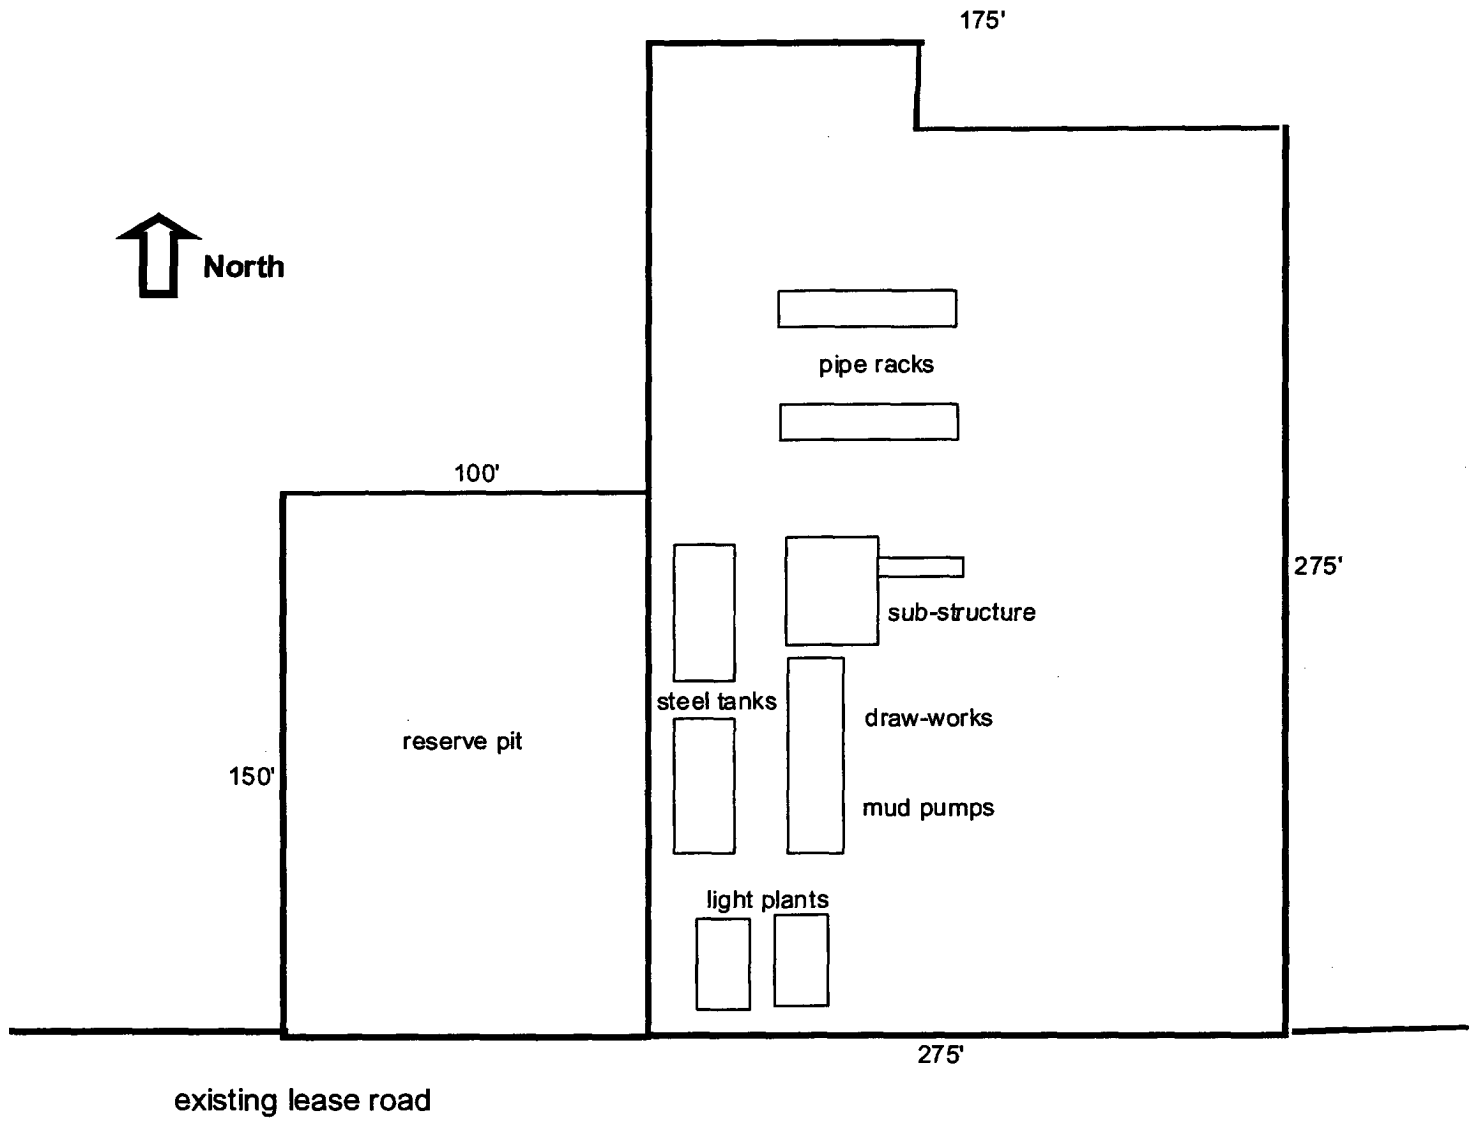 175'
North
pipe racks
100'
275'
sub-structure
steel tanks
draw-works
reserve pit
150'
mud pumps
light plants
275'
existing lease road